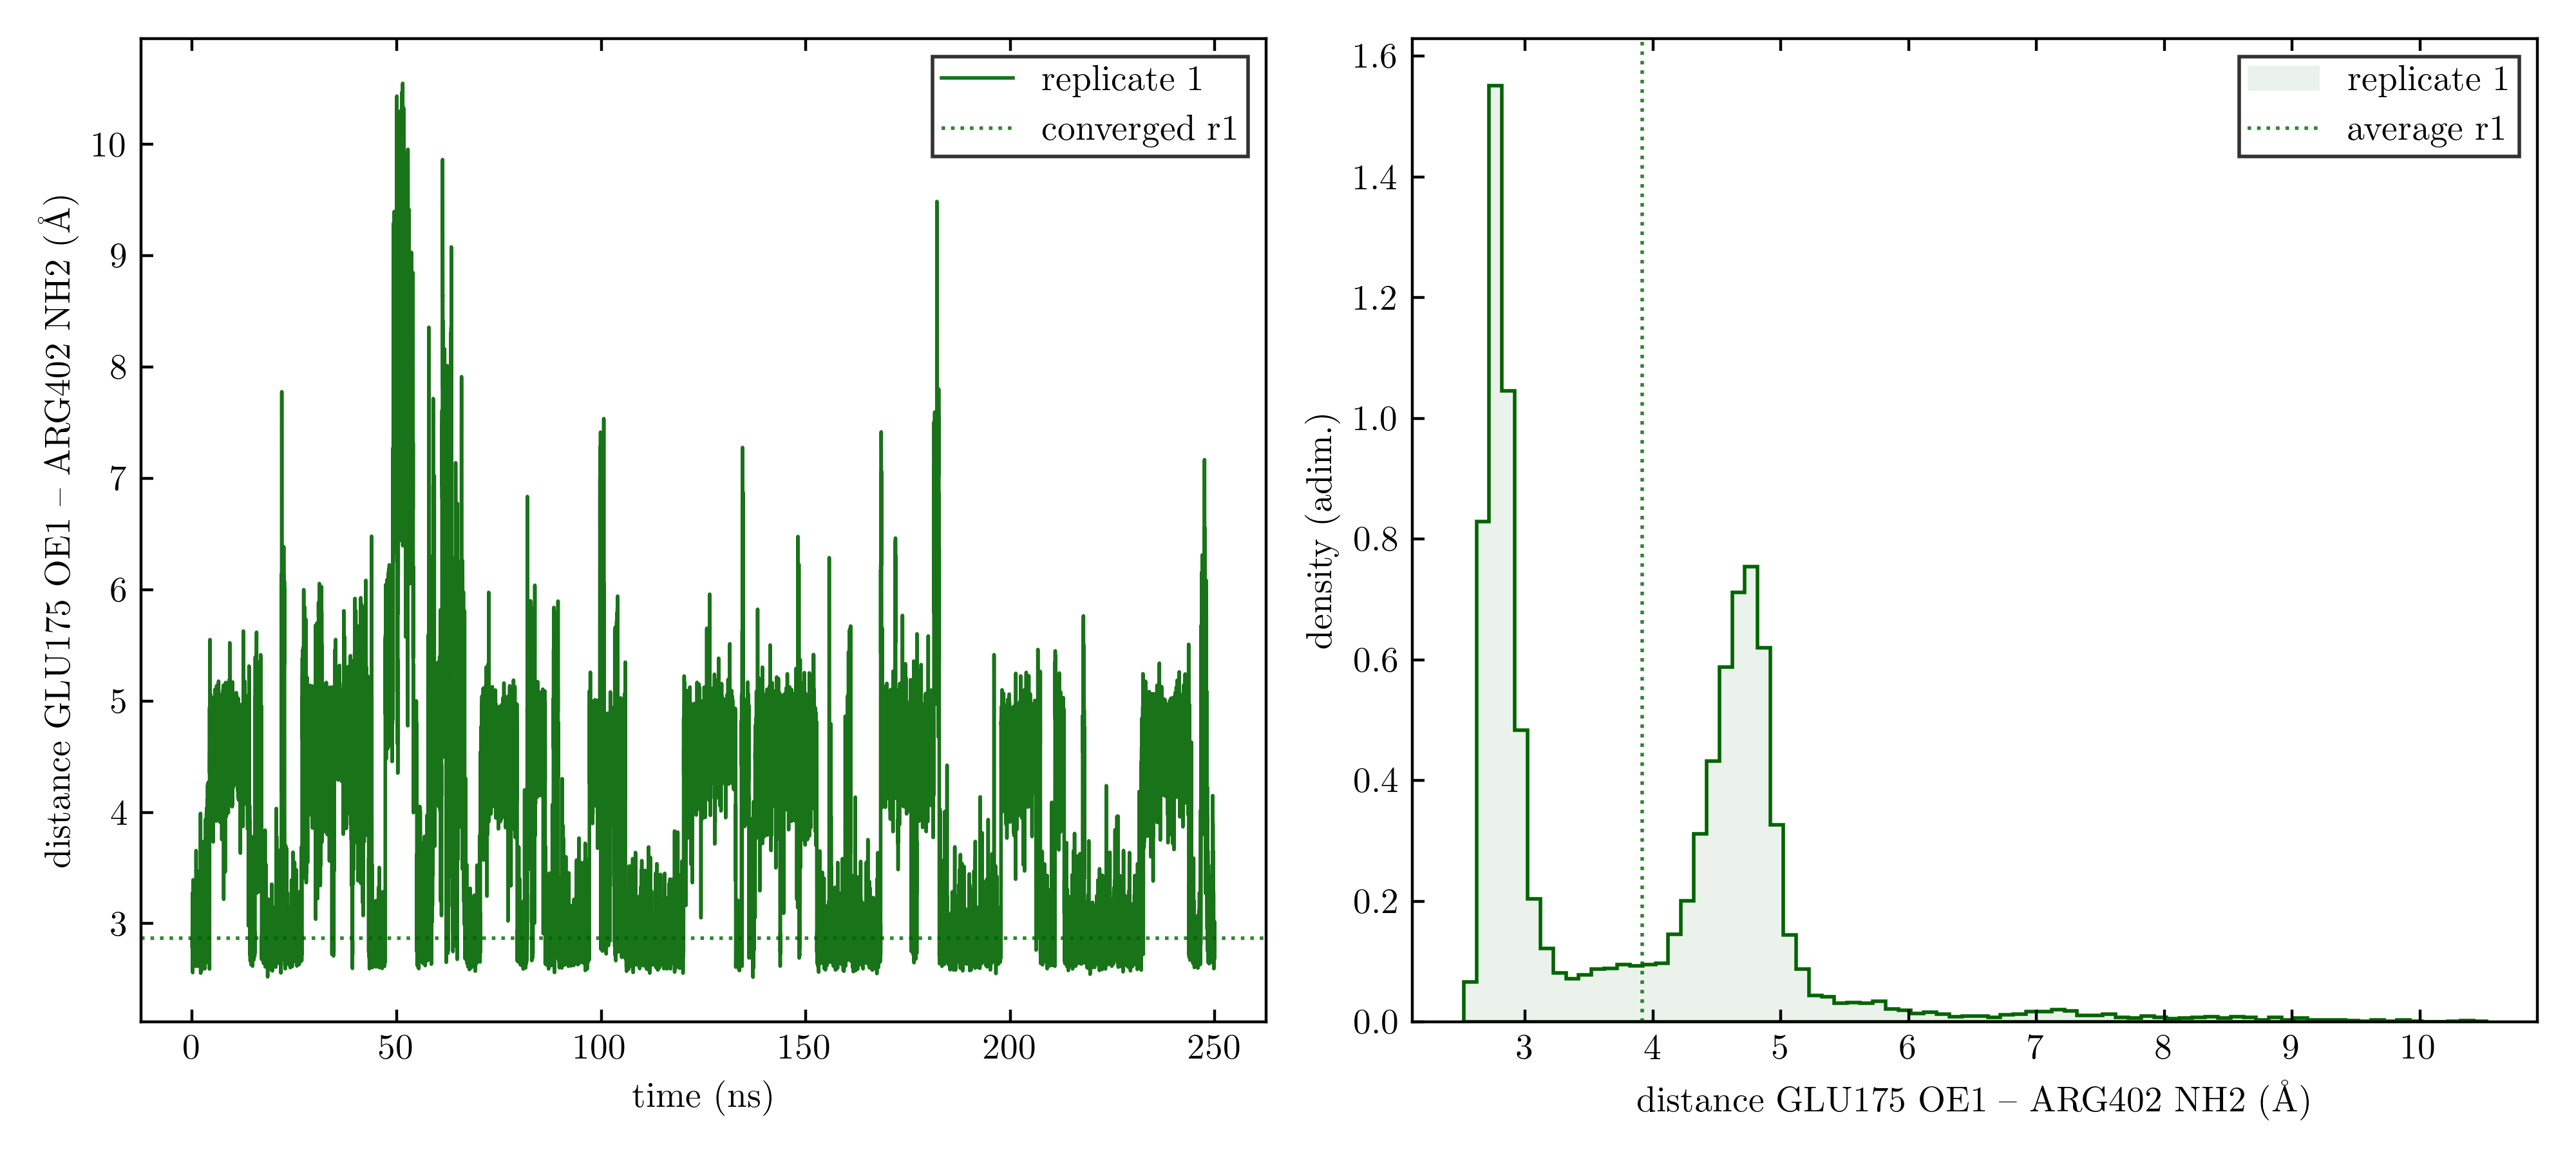 distance GLU175 OE1 – ARG402 NH2 (Å)
10
9
8
7
6
5
4
3
replicate 1
converged r1
0 50 100 150 200 250
time (ns)
density (adim.)
1.6
1.4
1.2
1.0
0.8
0.6
0.4
0.2
0.0
replicate 1
average r1
3 4 5 6 7 8 9 10
distance GLU175 OE1 – ARG402 NH2 (Å)